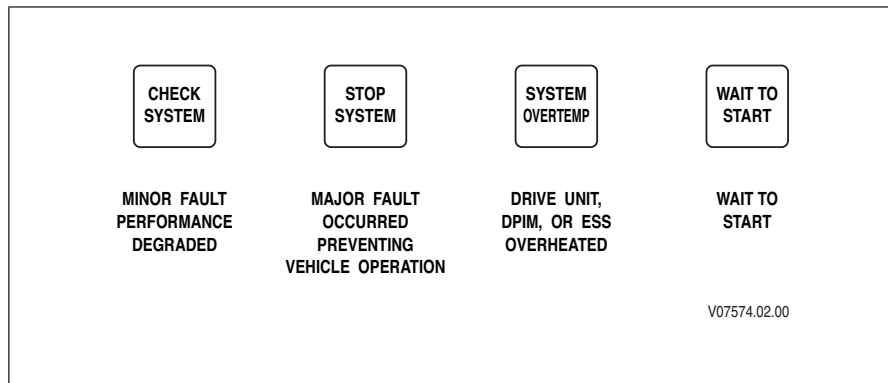 CHECK
SYSTEM
STOP
SYSTEM
SYSTEM
OVERTEMP
WAIT TO
START
MINOR FAULT
PERFORMANCE
DEGRADED
MAJOR FAULT
OCCURRED
PREVENTING
VEHICLE OPERATION
DRIVE UNIT,
DPIM, OR ESS
OVERHEATED
WAIT TO
START
V07574.02.00